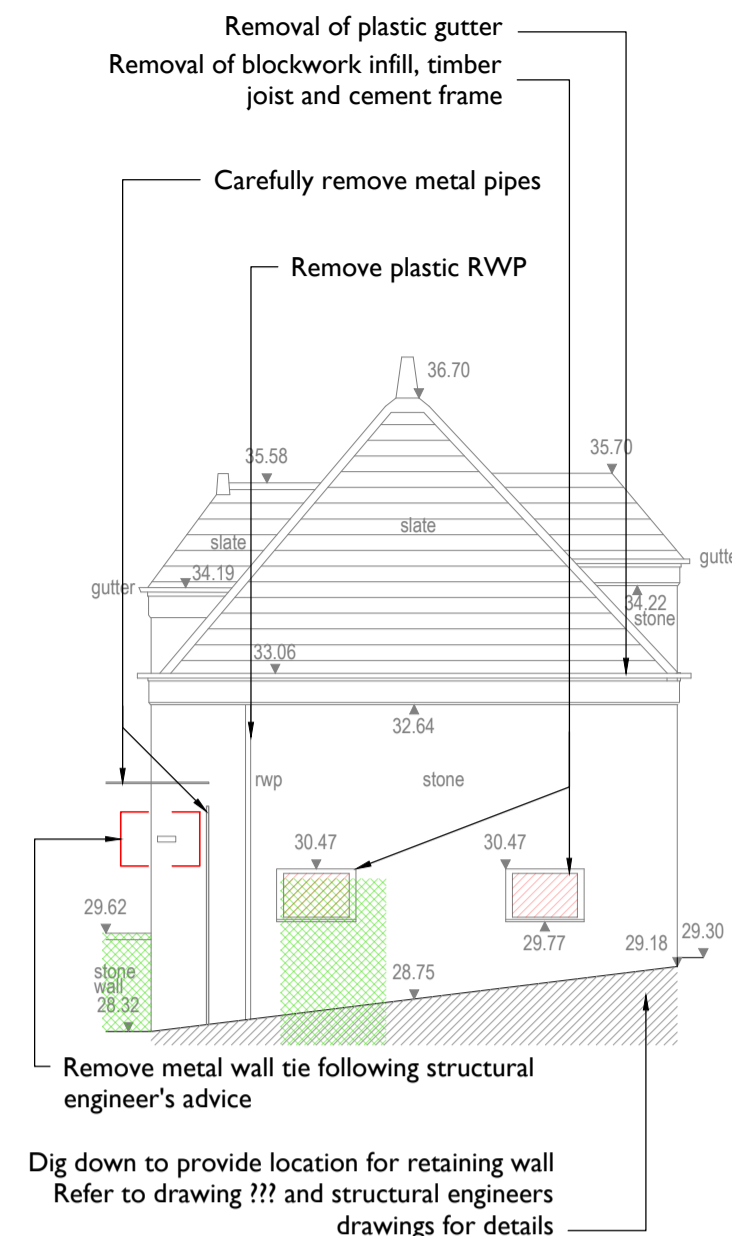 Removal of plastic gutter
Removal of blockwork infill, timber
joist and cement frame
Carefully remove metal pipes
Remove plastic RWP
36.70
35.58
35.70
slate
slate
gutter
34.19
34.22
stone
33.06
32.64
rwp
stone
30.47
30.47
29.62
29.77
29.18
29.30
stone
wall
28.32
28.75
Remove metal wall tie following structural
engineer's advice
Dig down to provide location for retaining wall
Refer to drawing ??? and structural engineers
drawings for details